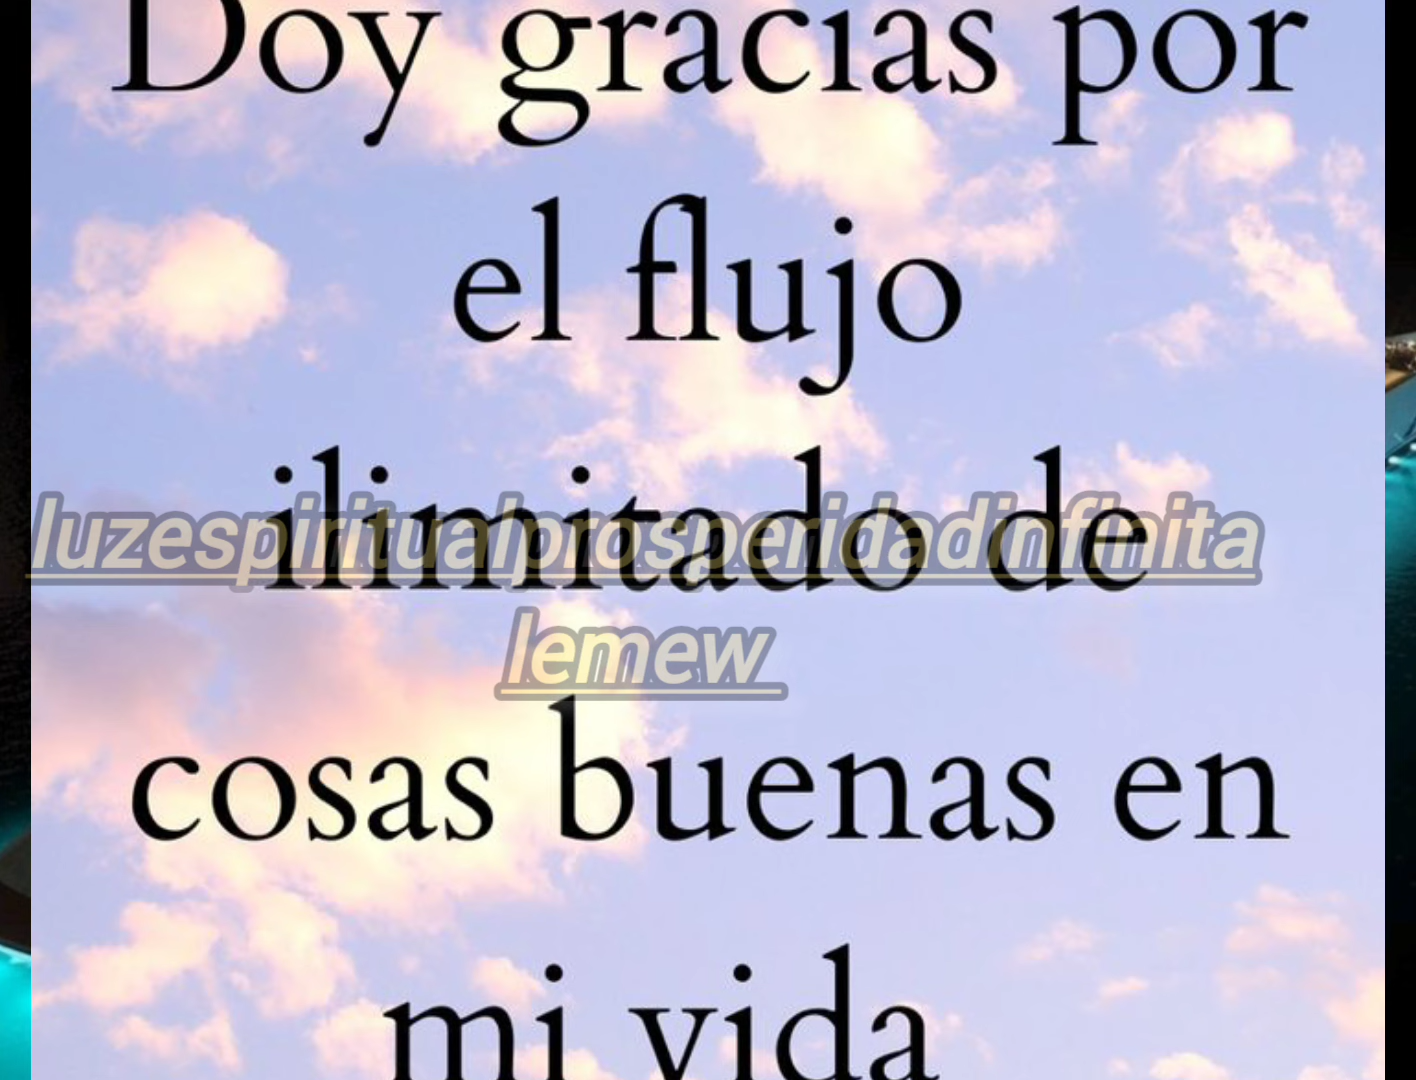 Doy gracias por
el flujo
ilimitado de
luzespiritualprosperidadinfinita
lemew
cosas buenas en
mi vida